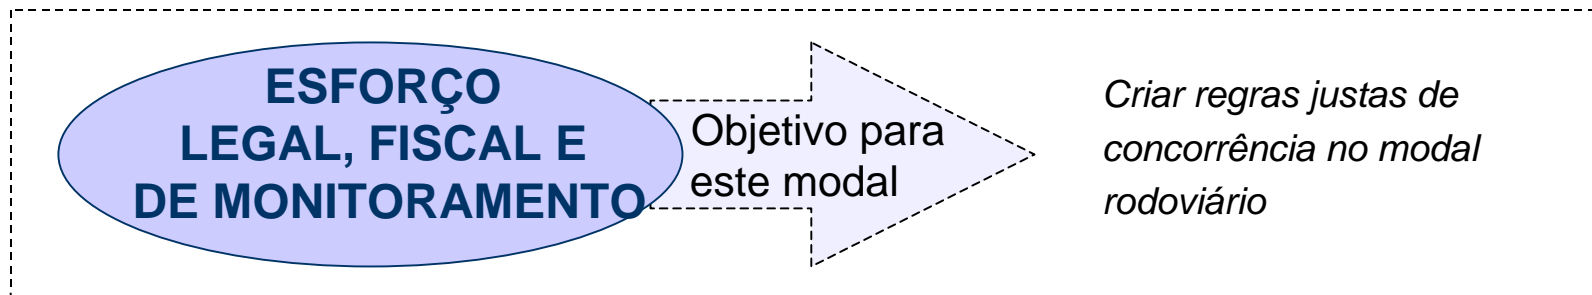 ESFORÇO
LEGAL, FISCAL E
DE MONITORAMENTO
Objetivo para
este modal
Criar regras justas de
concorrência no modal
rodoviário